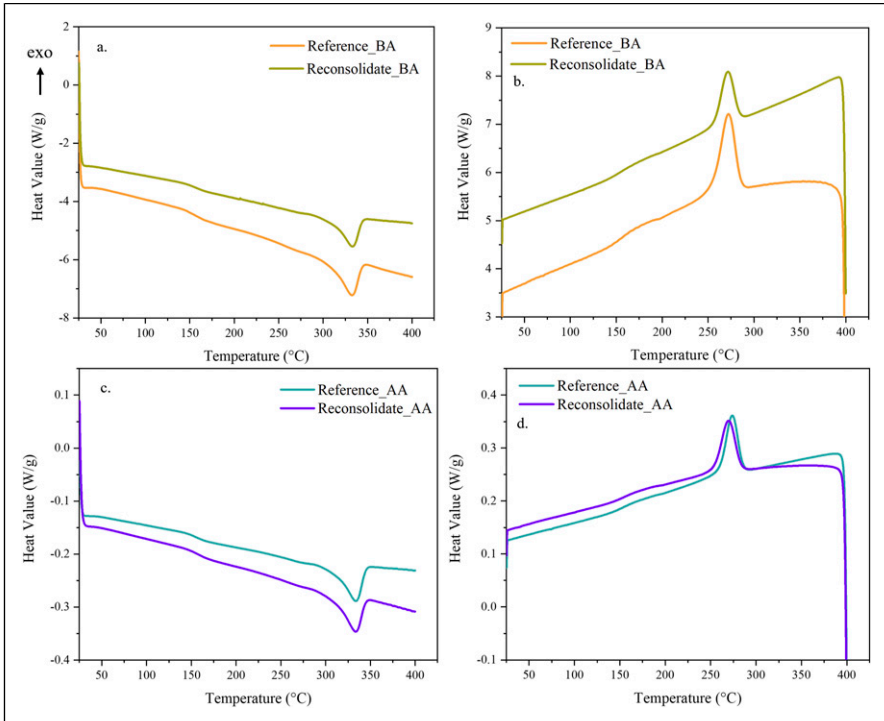 a.
exo
Reference_BA
Reconsolidate_BA
2
0
-2
-4
-6
-8
Heat Value (W/g)
50 100 150 200 250 300 350 400
Temperature (°C)
b.
Reference_BA
Reconsolidate_BA
9
8
7
6
5
4
3
Heat Value (W/g)
50 100 150 200 250 300 350 400
Temperature (°C)
c.
Reference_AA
Reconsolidate_AA
0.1
0.0
-0.1
-0.2
-0.3
-0.4
Heat Value (W/g)
50 100 150 200 250 300 350 400
Temperature (°C)
d.
Reference_AA
Reconsolidate_AA
0.4
0.3
0.2
0.1
0.0
-0.1
Heat Value (W/g)
50 100 150 200 250 300 350 400
Temperature (°C)